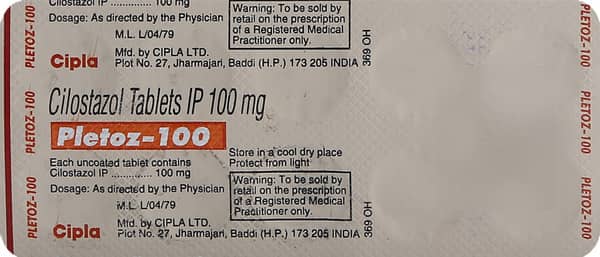 Cilostazol IP .............. 100 mg
Dosage: As directed by the Physician
M.L. L/04/79
Cipla
Mfd. by CIPLA LTD.
Plot No. 27, Jharmajari, Baddi (H.P.) 173 205 INDIA
Warning: To be sold by
retail on the prescription
of a Registered Medical
Practitioner only.
369 OH
PLETOZ-100
PLETOZ-100
Cilostazol Tablets IP 100 mg
Pletoz-100
Each uncoated tablet contains
Cilostazol IP .............. 100 mg
Dosage: As directed by the Physician
M.L. L/04/79
Cipla
Mfd. by CIPLA LTD.
Plot No. 27, Jharmajari, Baddi (H.P.) 173 205 INDIA
Store in a cool dry place
Protect from light
Warning: To be sold by
retail on the prescription
of a Registered Medical
Practitioner only.
369 OH
PLETOZ-100
PLETOZ-100
PLETOZ-100
PLETOZ-100
PLETOZ-100
PLETOZ-100